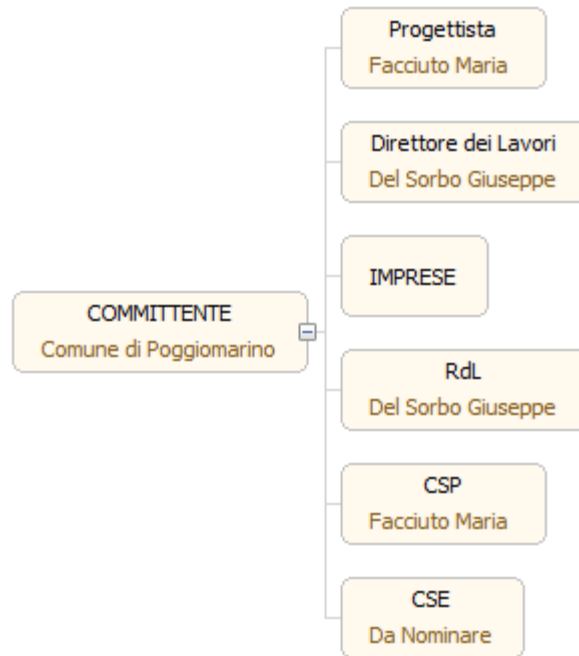 Progettista
Facciuto Maria
Direttore dei Lavori
Del Sorbo Giuseppe
IMPRESE
COMMITTENTE
Comune di Poggiomarino
RdL
Del Sorbo Giuseppe
CSP
Facciuto Maria
CSE
Da Nominare